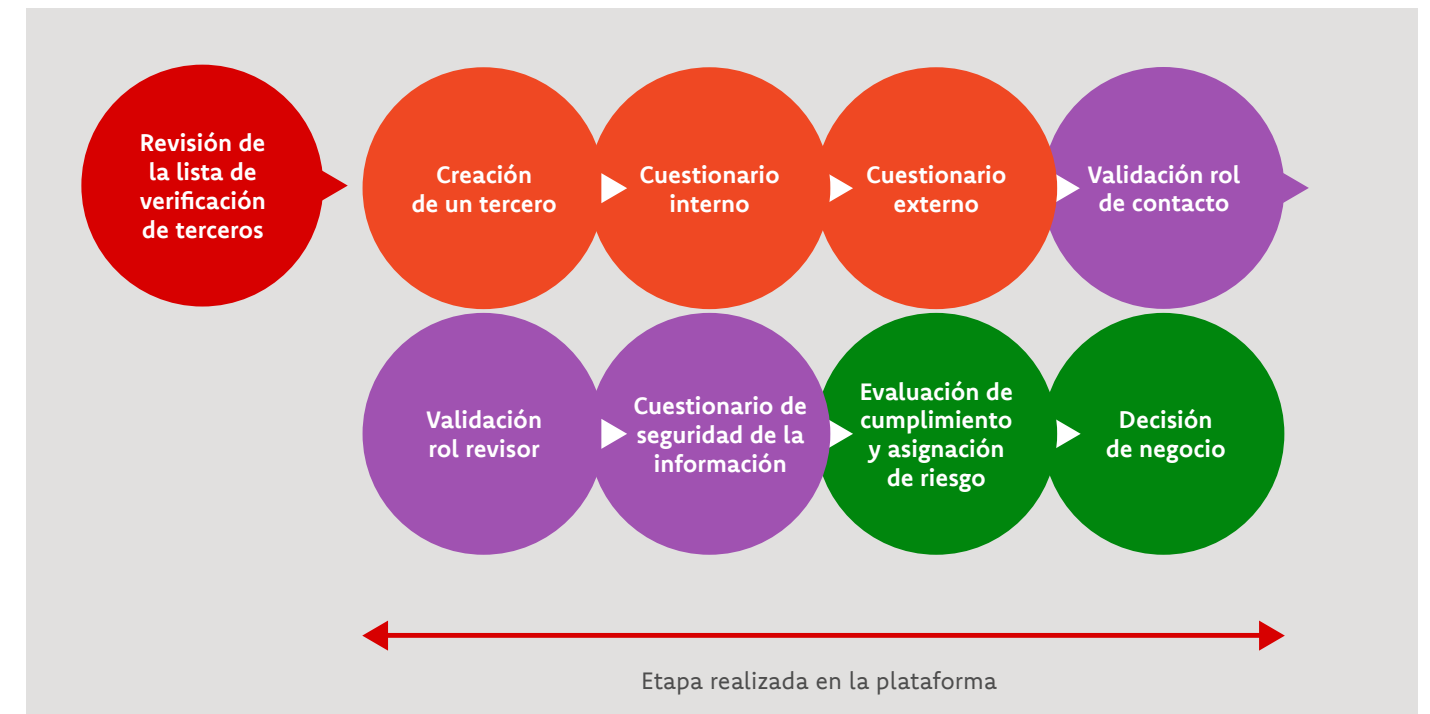 Revisión de
la lista de
verificación
de terceros
Creación
de un tercero
Cuestionario
interno
Cuestionario
externo
Validación rol
de contacto
Validación
rol revisor
Cuestionario de
seguridad de la
información
Evaluación de
cumplimiento
y asignación
de riesgo
Decisión
de negocio
Etapa realizada en la plataforma